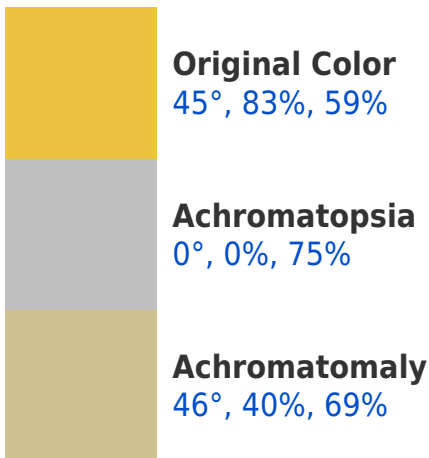 Original Color
45°, 83%, 59%
Achromatopsia
0°, 0%, 75%
Achromatomaly
46°, 40%, 69%